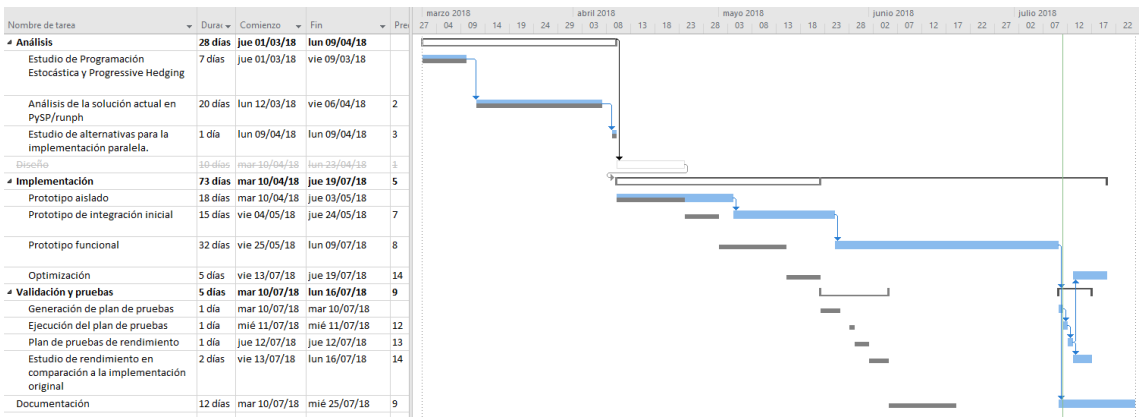 marzo 2018 abril 2018 mayo 2018 junio 2018 julio 2018
Nombre de tarea Durac Comienzo Fin Pre 27 04 09 14 19 24 29 03 08 13 18 23 28 03 08 13 18 23 28 02 07 12 17 22 27 02 07 12 17 22
Análisis 28 días jue 01/03/18 lun 09/04/18
Estudio de Programación 7 días jue 01/03/18 vie 09/03/18
Estocástica y Progressive Hedging
Análisis de la solución actual en 20 días lun 12/03/18 vie 06/04/18 2
PySP/runph
Estudio de alternativas para la 1 día lun 09/04/18 lun 09/04/18 3
implementación paralela.
Diseño 10 días mar 10/04/18 lun 23/04/18 1
Implementación 73 días mar 10/04/18 jue 19/07/18 5
Prototipo aislado 18 días mar 10/04/18 jue 03/05/18
Prototipo de integración inicial 15 días vie 04/05/18 jue 24/05/18 7
Prototipo funcional 32 días vie 25/05/18 lun 09/07/18 8
Optimización 5 días vie 13/07/18 jue 19/07/18 14
Validación y pruebas 5 días mar 10/07/18 lun 16/07/18 9
Generación de plan de pruebas 1 día mar 10/07/18 mar 10/07/18
Ejecución del plan de pruebas 1 día mié 11/07/18 mié 11/07/18 12
Plan de pruebas de rendimiento 1 día jue 12/07/18 jue 12/07/18 13
Estudio de rendimiento en 2 días vie 13/07/18 lun 16/07/18 14
comparación a la implementación
original
Documentación 12 días mar 10/07/18 mié 25/07/18 9